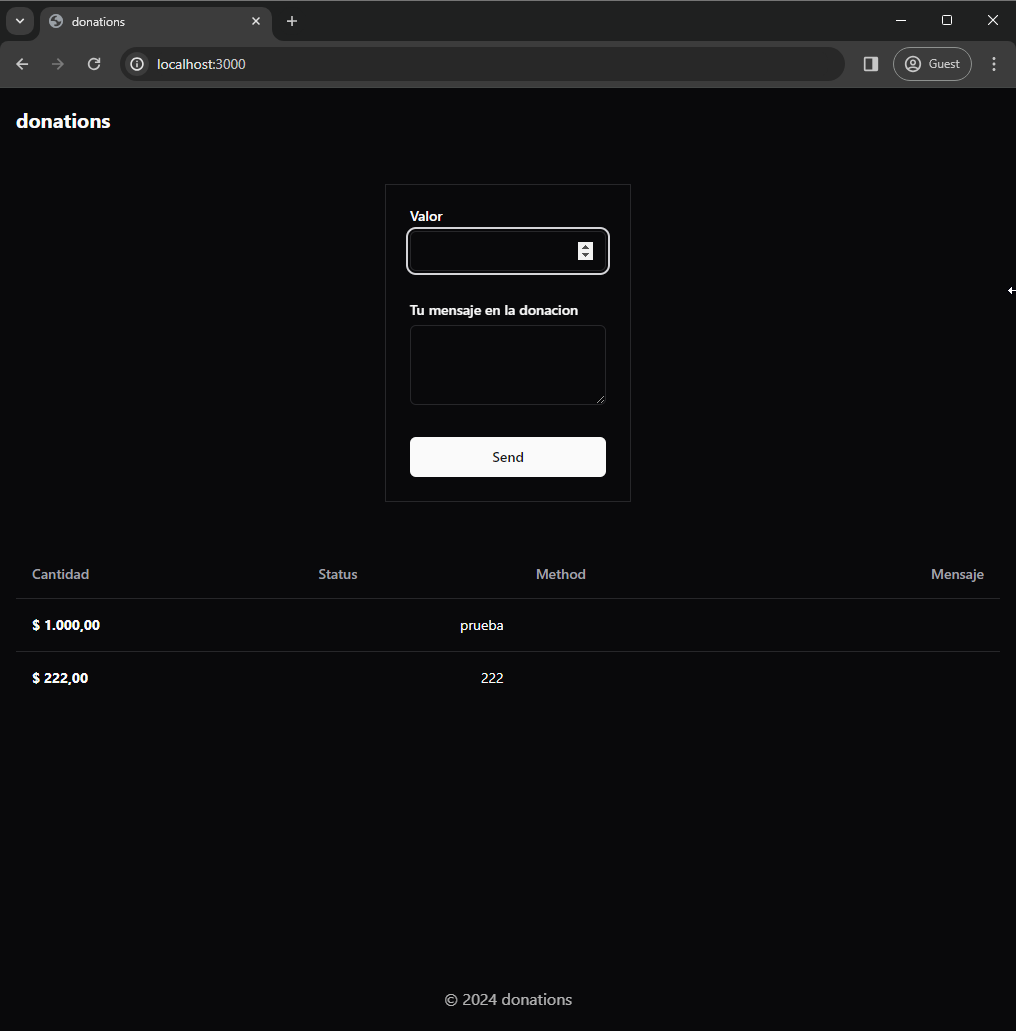 donations
localhost:3000
Guest
donations
Valor
Tu mensaje en la donacion
Send
Cantidad Status Method Mensaje
$ 1.000,00 prueba
$ 222,00 222
© 2024 donations